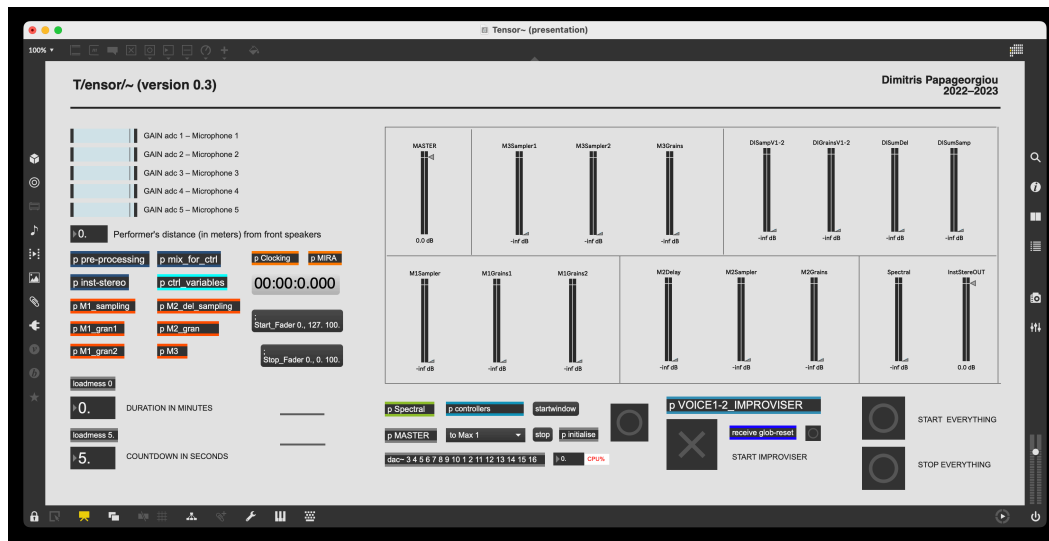 Tensor~ (presentation)
100%
T/ensor/~ (version 0.3)
Dimitris Papageorgiou
2022–2023
GAIN adc 1 – Microphone 1
GAIN adc 2 – Microphone 2
GAIN adc 3 – Microphone 3
GAIN adc 4 – Microphone 4
GAIN adc 5 – Microphone 5
0.
Performer's distance (in meters) from front speakers
p pre-processing
p mix_for_ctrl
p Clocking
p MIRA
p inst-stereo
p ctrl_variables
00:00:0.000
p M1_sampling
p M2_del_sampling
;
Start_Fader 0., 127. 100.
p M1_gran1
p M2_gran
p M1_gran2
p M3
;
Stop_Fader 0., 0. 100.
loadmess 0
0.
DURATION IN MINUTES
loadmess 5.
5.
COUNTDOWN IN SECONDS
MASTER
M3Sampler1
M3Sampler2
M3Grains
DISampV1-2
DIGrainsV1-2
DISumDel
DISumSamp
0.0 dB
-inf dB
-inf dB
-inf dB
-inf dB
-inf dB
-inf dB
-inf dB
M1Sampler
M1Grains1
M1Grains2
M2Delay
M2Sampler
M2Grains
Spectral
InstStereOUT
-inf dB
-inf dB
-inf dB
-inf dB
-inf dB
-inf dB
-inf dB
0.0 dB
p Spectral
p controllers
startwindow
p MASTER
to Max 1
stop
p initialise
dac~ 3 4 5 6 7 8 9 10 1 2 11 12 13 14 15 16
0.
CPU%
p VOICE1-2_IMPROVISER
receive glob-reset
START IMPROVISER
START EVERYTHING
STOP EVERYTHING